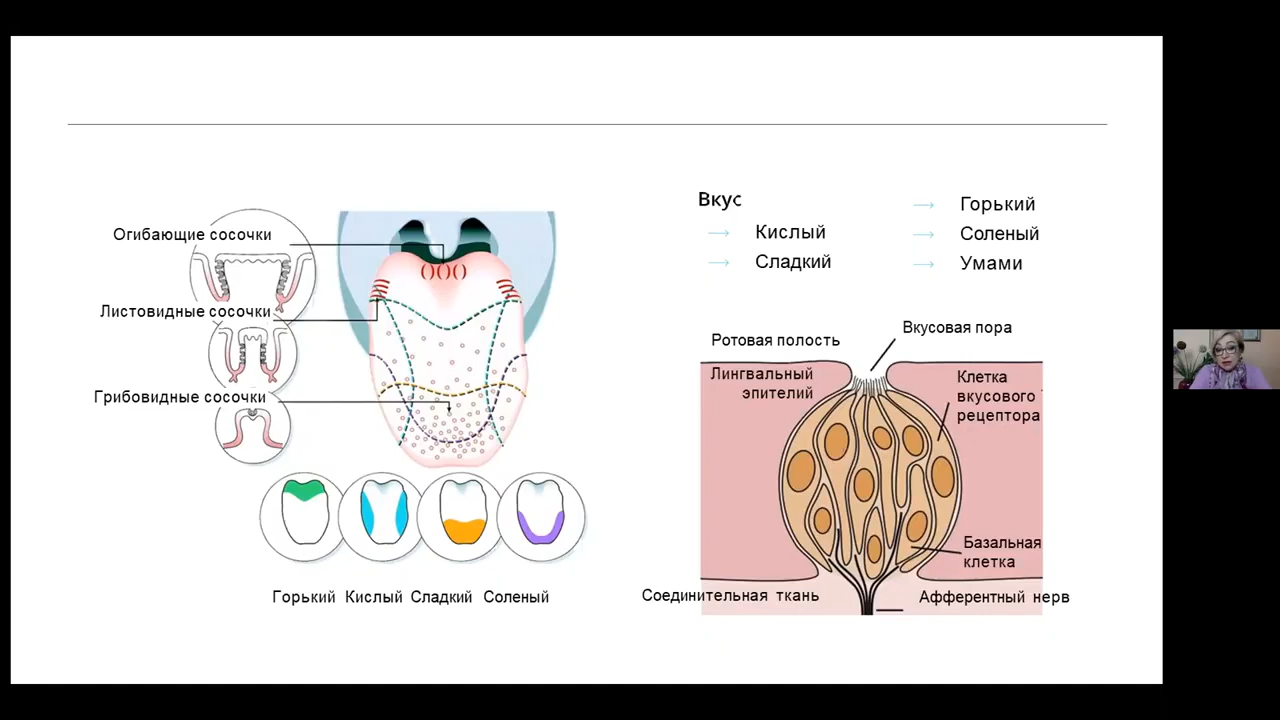 Огибающие сосочки
Листовидные сосочки
Грибовидные сосочки
Горький Кислый Сладкий Соленый
Вкус
Кислый
Сладкий
Горький
Соленый
Умами
Ротовая полость
Вкусовая пора
Лингвальный
эпителий
Клетка
вкусового
рецептора
Базальная
клетка
Соединительная ткань
Афферентный нерв